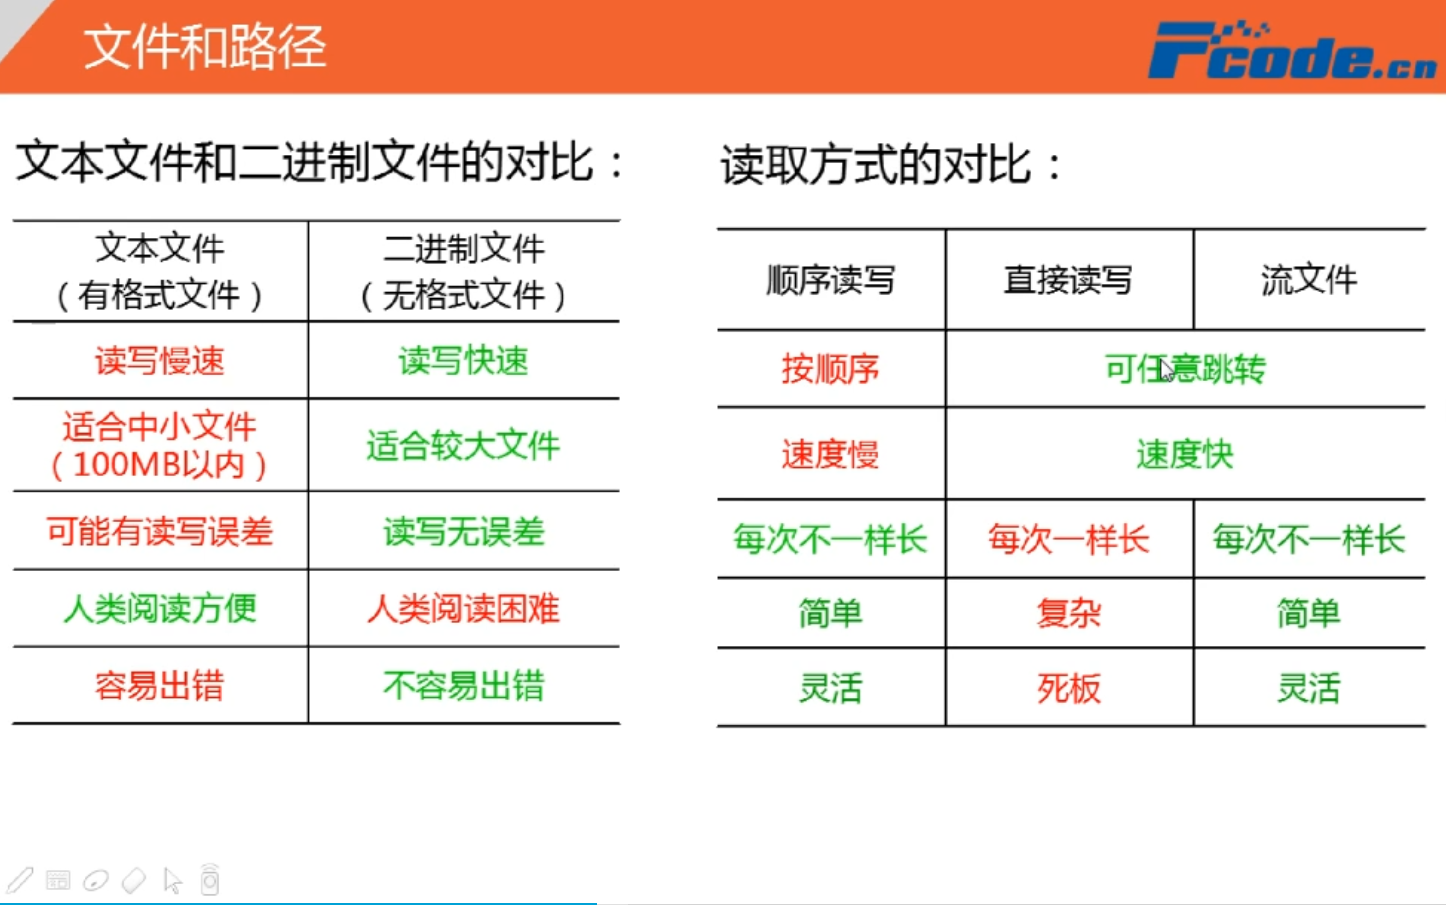 文件和路径
Fcode.cn
文本文件和二进制文件的对比：
文本文件
（有格式文件）
二进制文件
（无格式文件）
读写慢速
读写快速
适合中小文件
（100MB以内）
适合较大文件
可能有读写误差
读写无误差
人类阅读方便
人类阅读困难
容易出错
不容易出错
读取方式的对比：
顺序读写
直接读写
流文件
按顺序
可任意跳转
速度慢
速度快
每次不一样长
每次一样长
每次不一样长
简单
复杂
简单
灵活
死板
灵活